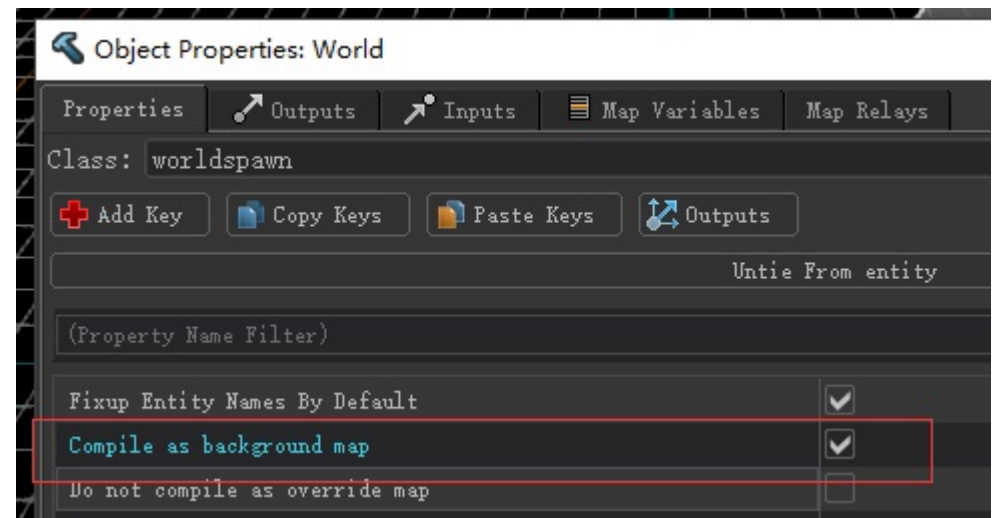 Object Properties: World
Properties Outputs Inputs Map Variables Map Relays
Class: worldspawn
Add Key Copy Keys Paste Keys Outputs
Untie From entity
(Property Name Filter)
Fixup Entity Names By Default
Compile as background map
Do not compile as override map